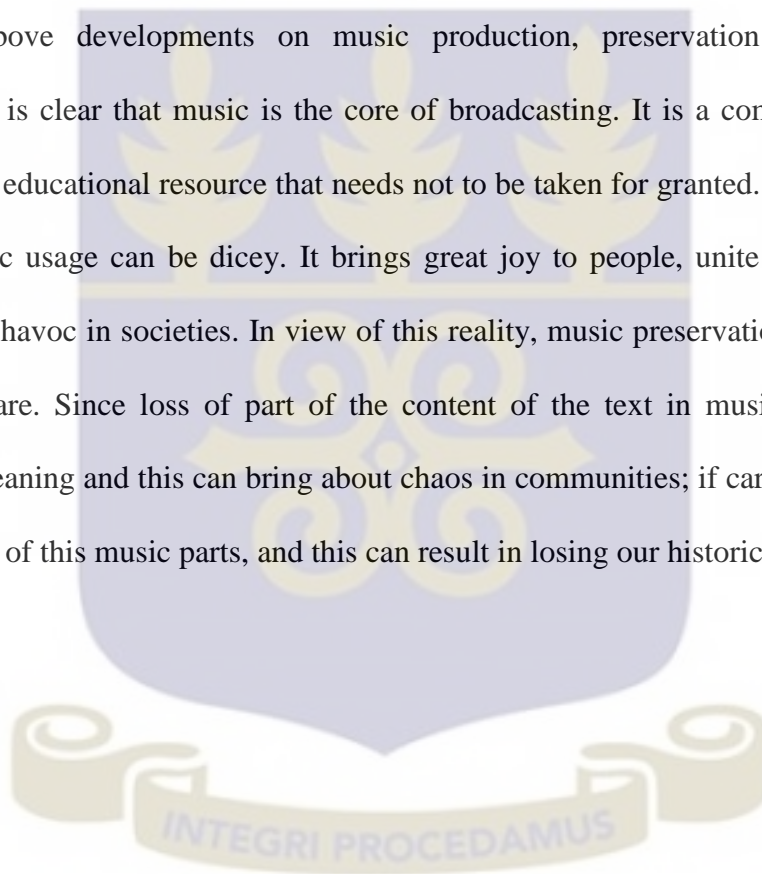 bove developments on music production, preservation
is clear that music is the core of broadcasting. It is a con
educational resource that needs not to be taken for granted.
c usage can be dicey. It brings great joy to people, unite
havoc in societies. In view of this reality, music preservatio
are. Since loss of part of the content of the text in musi
eaning and this can bring about chaos in communities; if car
of this music parts, and this can result in losing our historic
INTEGRI PROCEDAMUS